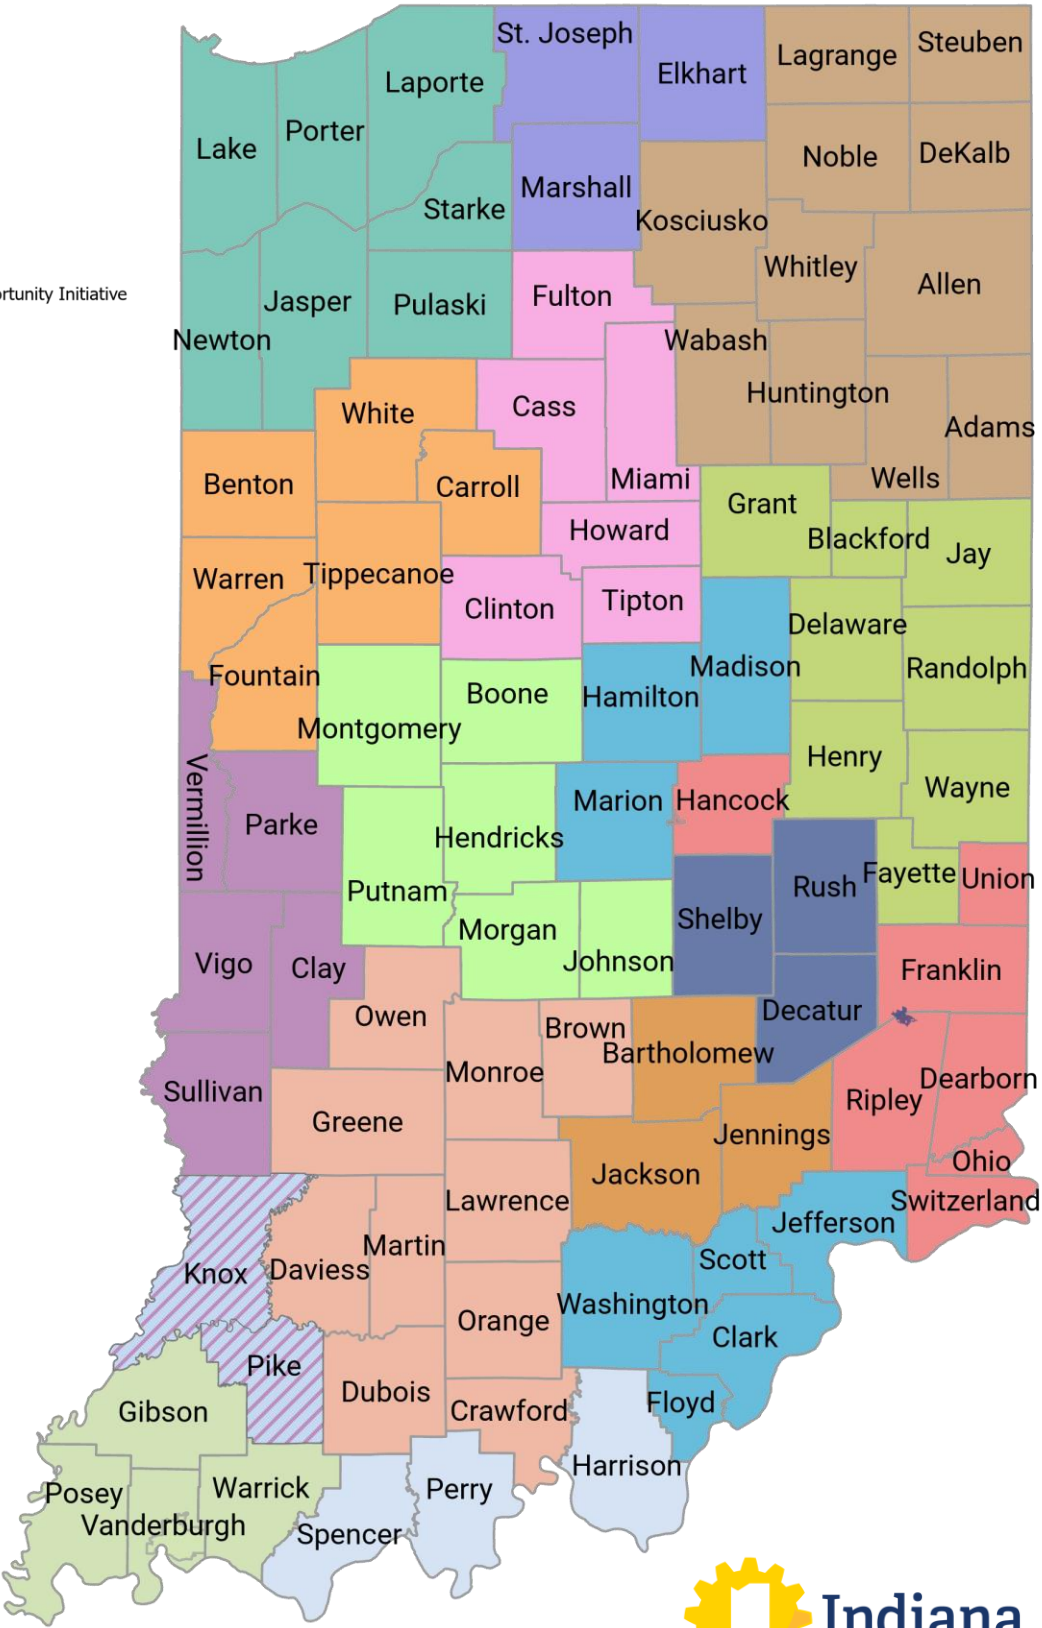 St. Joseph
Elkhart
Lagrange
Steuben
Laporte
Porter
Lake
Noble
DeKalb
Marshall
Starke
Kosciusko
Whitley
Allen
rtunity Initiative
Jasper
Pulaski
Fulton
Newton
Wabash
Huntington
White
Cass
Adams
Benton
Carroll
Miami
Wells
Grant
Howard
Blackford
Jay
Warren
Tippecanoe
Clinton
Tipton
Delaware
Madison
Randolph
Fountain
Boone
Hamilton
Montgomery
Henry
Wayne
Vermillion
Parke
Marion
Hancock
Hendricks
Putnam
Rush
Fayette
Union
Shelby
Morgan
Johnson
Vigo
Clay
Franklin
Owen
Brown
Decatur
Bartholomew
Monroe
Sullivan
Dearborn
Ripley
Greene
Jennings
Ohio
Jackson
Lawrence
Switzerland
Jefferson
Martin
Scott
Knox
Daviess
Washington
Orange
Clark
Pike
Dubois
Floyd
Gibson
Crawford
Harrison
Posey
Warrick
Perry
Vanderburgh
Spencer
Indiana